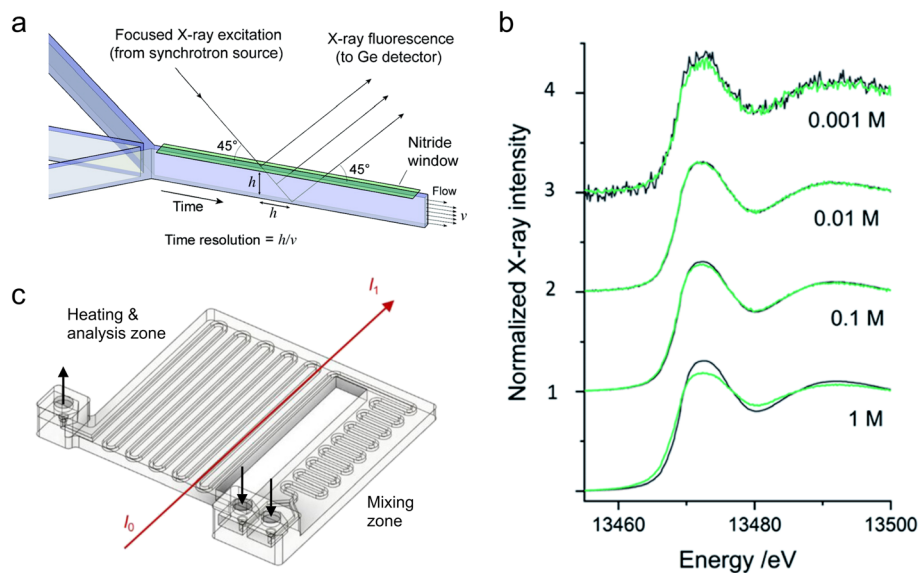 a
Focused X-ray excitation
(from synchrotron source)
X-ray fluorescence
(to Ge detector)
45°
45°
Nitride
window
h
h
Flow
v
Time
Time resolution = h/v
b
Normalized X-ray intensity
4
3
2
1
0.001 M
0.01 M
0.1 M
1 M
13460
13480
13500
Energy /eV
c
Heating &
analysis zone
I₁
I₀
Mixing
zone